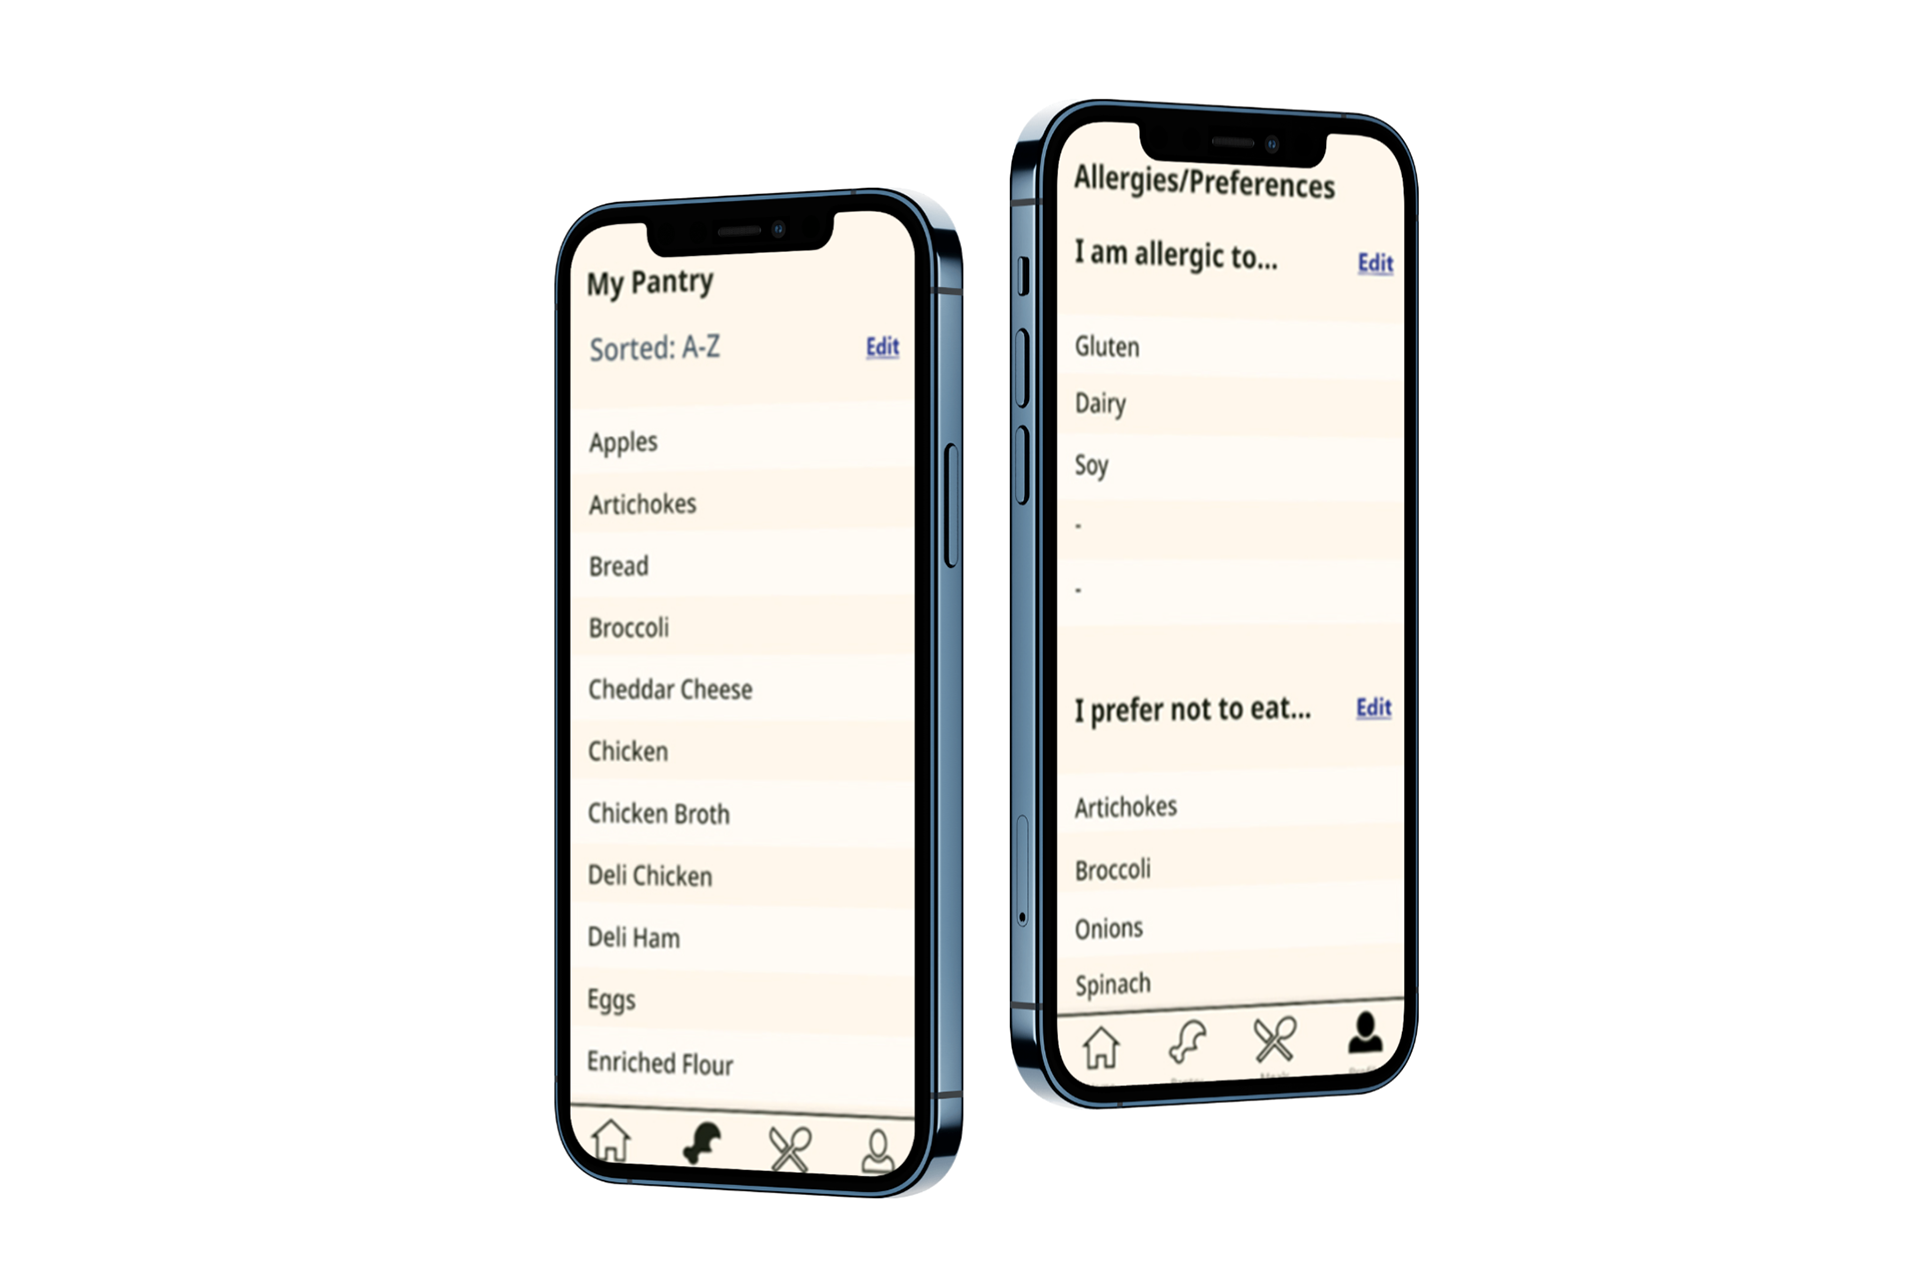 My Pantry
Sorted: A-Z
Edit
Apples
Artichokes
Bread
Broccoli
Cheddar Cheese
Chicken
Chicken Broth
Deli Chicken
Deli Ham
Eggs
Enriched Flour
Allergies/Preferences
I am allergic to...
Edit
Gluten
Dairy
Soy
-
-
I prefer not to eat...
Edit
Artichokes
Broccoli
Onions
Spinach